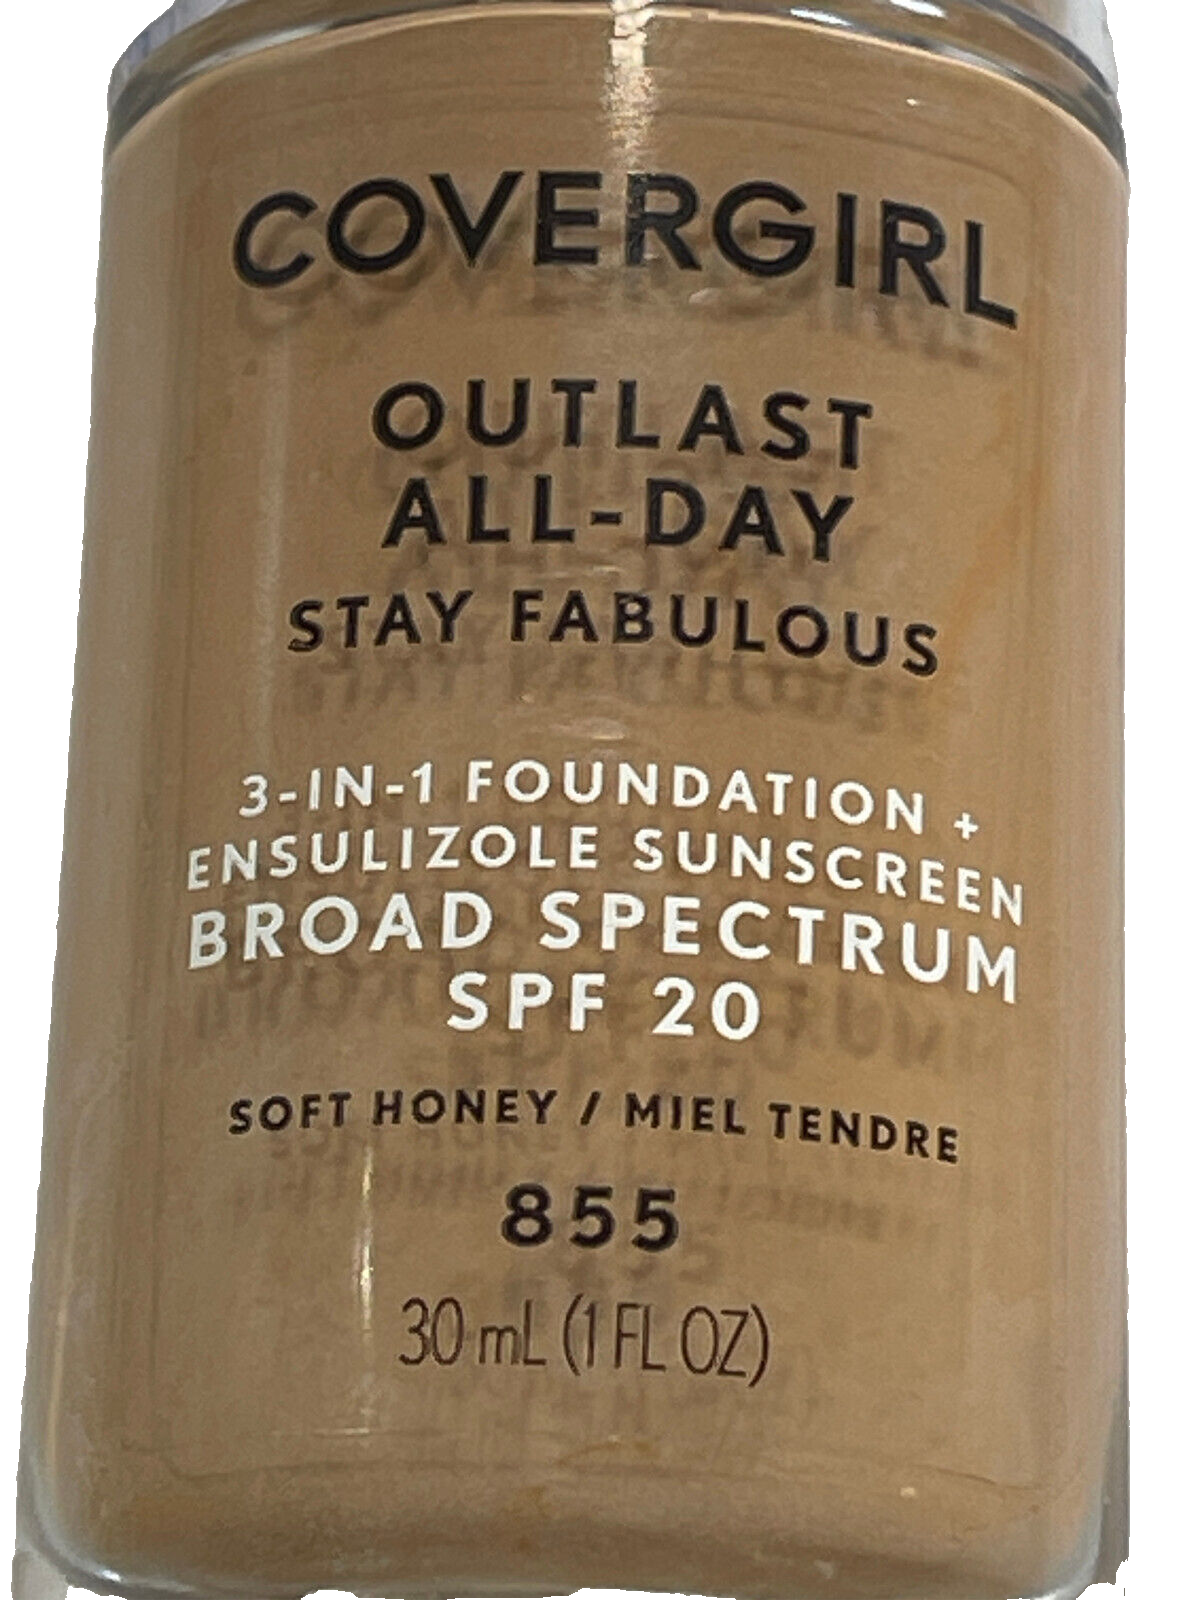 COVERGIRL
OUTLAST
ALL-DAY
STAY FABULOUS
3-IN-1 FOUNDATION +
ENSULIZOLE SUNSCREEN
BROAD SPECTRUM
SPF 20
SOFT HONEY / MIEL TENDRE
855
30 mL (1 FL OZ)